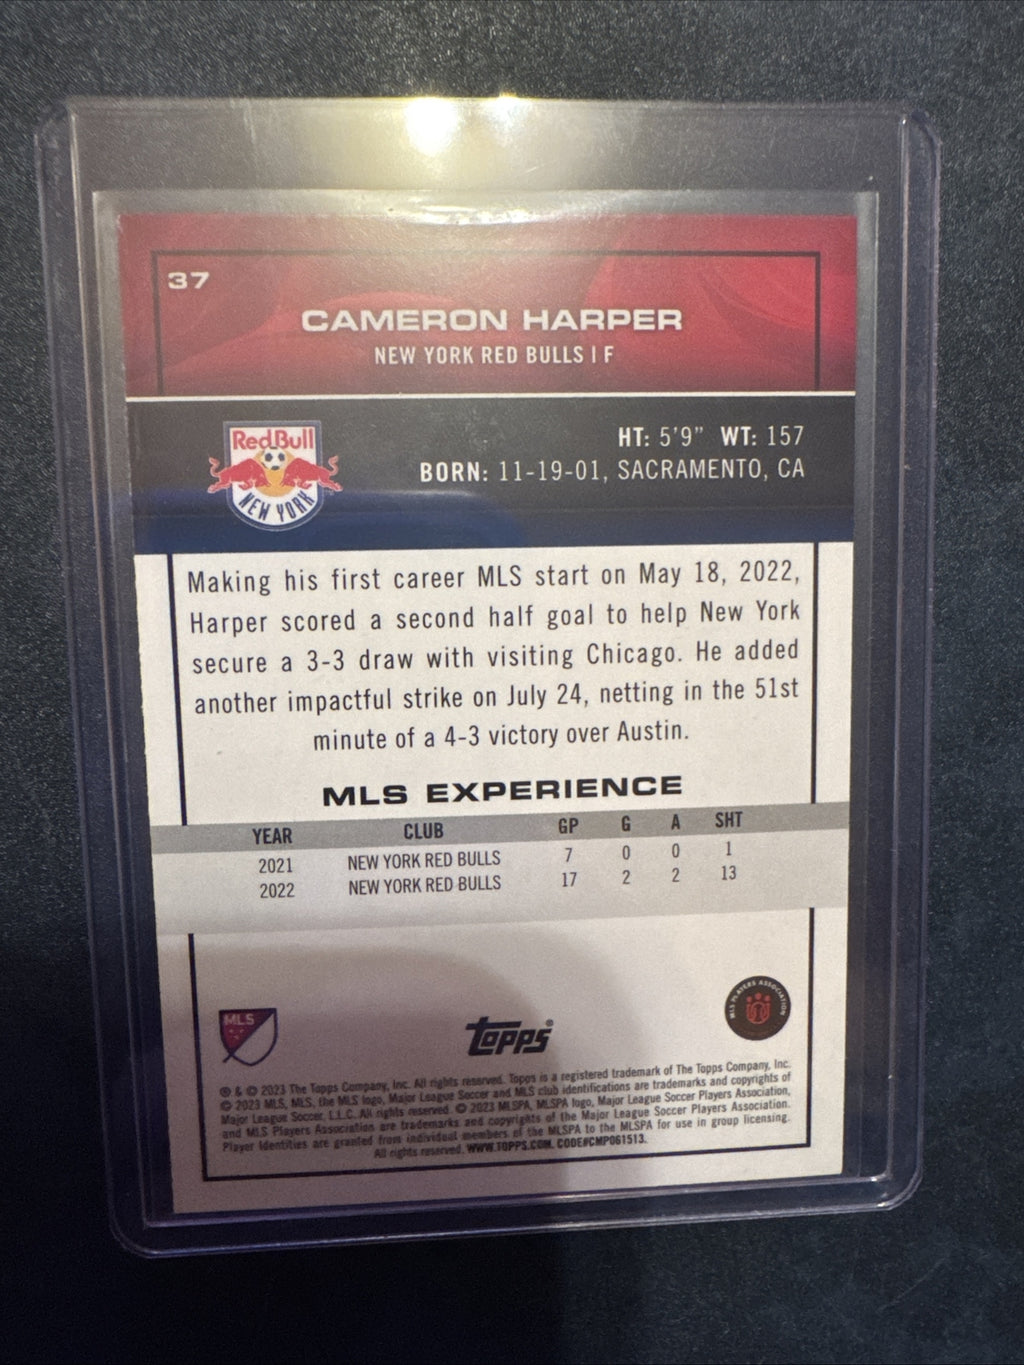 37
CAMERON HARPER
NEW YORK RED BULLS | F
Red Bull
NEW YORK
HT: 5'9" WT: 157
BORN: 11-19-01, SACRAMENTO, CA
Making his first career MLS start on May 18, 2022,
Harper scored a second half goal to help New York
secure a 3-3 draw with visiting Chicago. He added
another impactful strike on July 24, netting in the 51st
minute of a 4-3 victory over Austin.
MLS EXPERIENCE
YEAR CLUB GP G A SHT
2021 NEW YORK RED BULLS 7 0 0 1
2022 NEW YORK RED BULLS 17 2 2 13
MLS
topps®
MLS PLAYERS ASSOCIATION
® & © 2023 The Topps Company, Inc. All rights reserved. Topps is a registered trademark of The Topps Company, Inc.
© 2023 MLS, MLS, the MLS logo, Major League Soccer and MLS club identifications are trademarks and copyrights of
Major League Soccer, L.L.C. All rights reserved. © 2023 MLSPA, MLSPA logo, Major League Soccer Players Association,
and MLS Players Association are trademarks and copyrights of the Major League Soccer Players Association.
Player Identities are granted from individual members of the MLSPA to the MLSPA for use in group licensing.
All rights reserved. WWW.TOPPS.COM. CODE#CMP061513.